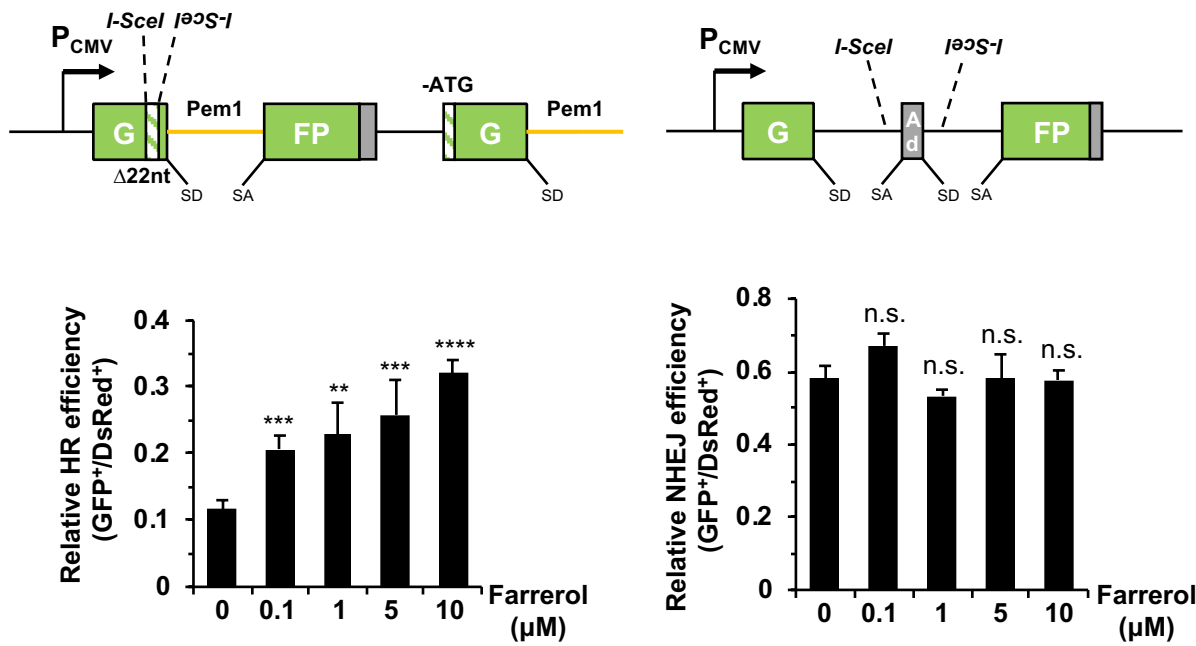 I-SceI I-SceI
P_CMV
-ATG
Pem1
Pem1
G
FP
G
Δ22nt
SD
SA
SD
I-SceI I-SceI
P_CMV
G
Ad
FP
SD
SA
SD
SA
Relative HR efficiency
(GFP⁺/DsRed⁺)
0.4
0.3
0.2
0.1
0
***
**
***
****
0
0.1
1
5
10
Farrerol
(μM)
Relative NHEJ efficiency
(GFP⁺/DsRed⁺)
0.8
0.6
0.4
0.2
0
n.s.
n.s.
n.s.
n.s.
0
0.1
1
5
10
Farrerol
(μM)